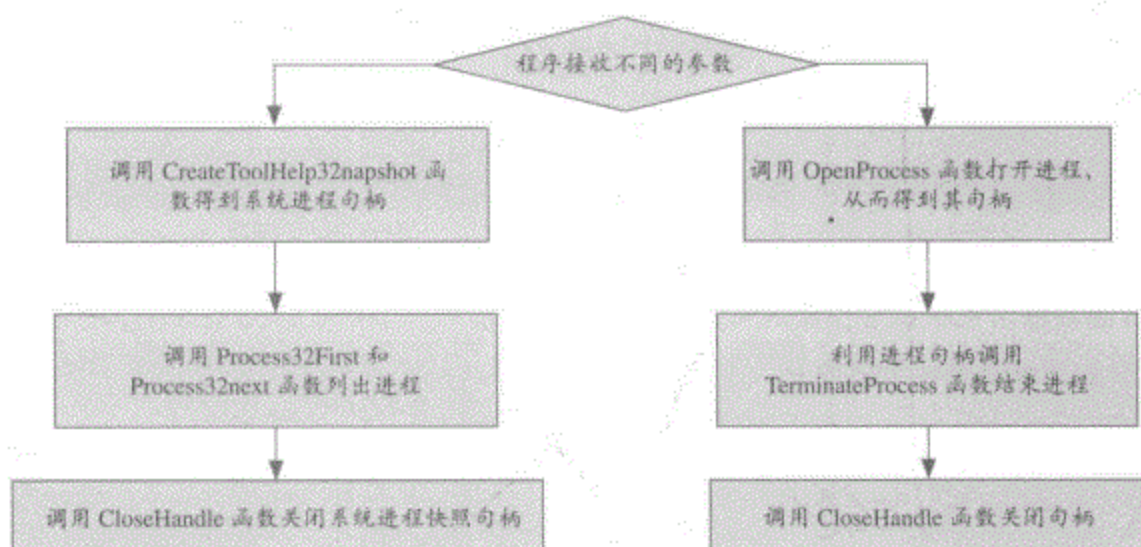 程序接收不同的参数
调用 CreateToolHelp32napshot 函
数得到系统进程句柄
调用 OpenProcess 函数打开进程,
从而得到其句柄
调用 Process32First 和
Process32next 函数列出进程
利用进程句柄调用
TerminateProcess 函数结束进程
调用 CloseHandle 函数关闭系统进程快照句柄
调用 CloseHandle 函数关闭句柄